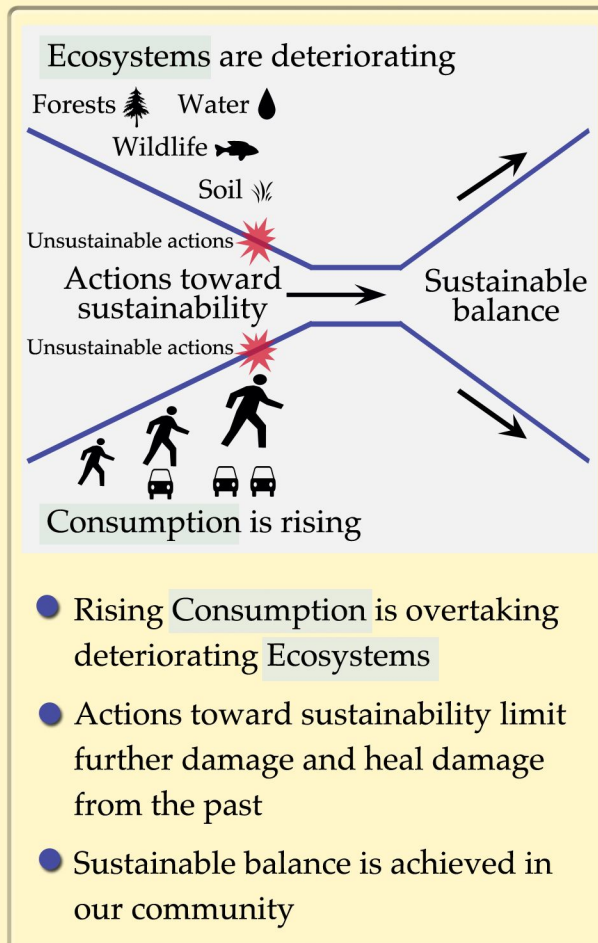 Ecosystems are deteriorating
Forests Water
Wildlife
Soil
Unsustainable actions
Actions toward
sustainability
Sustainable
balance
Unsustainable actions
Consumption is rising
Rising Consumption is overtaking
deteriorating Ecosystems
Actions toward sustainability limit
further damage and heal damage
from the past
Sustainable balance is achieved in
our community